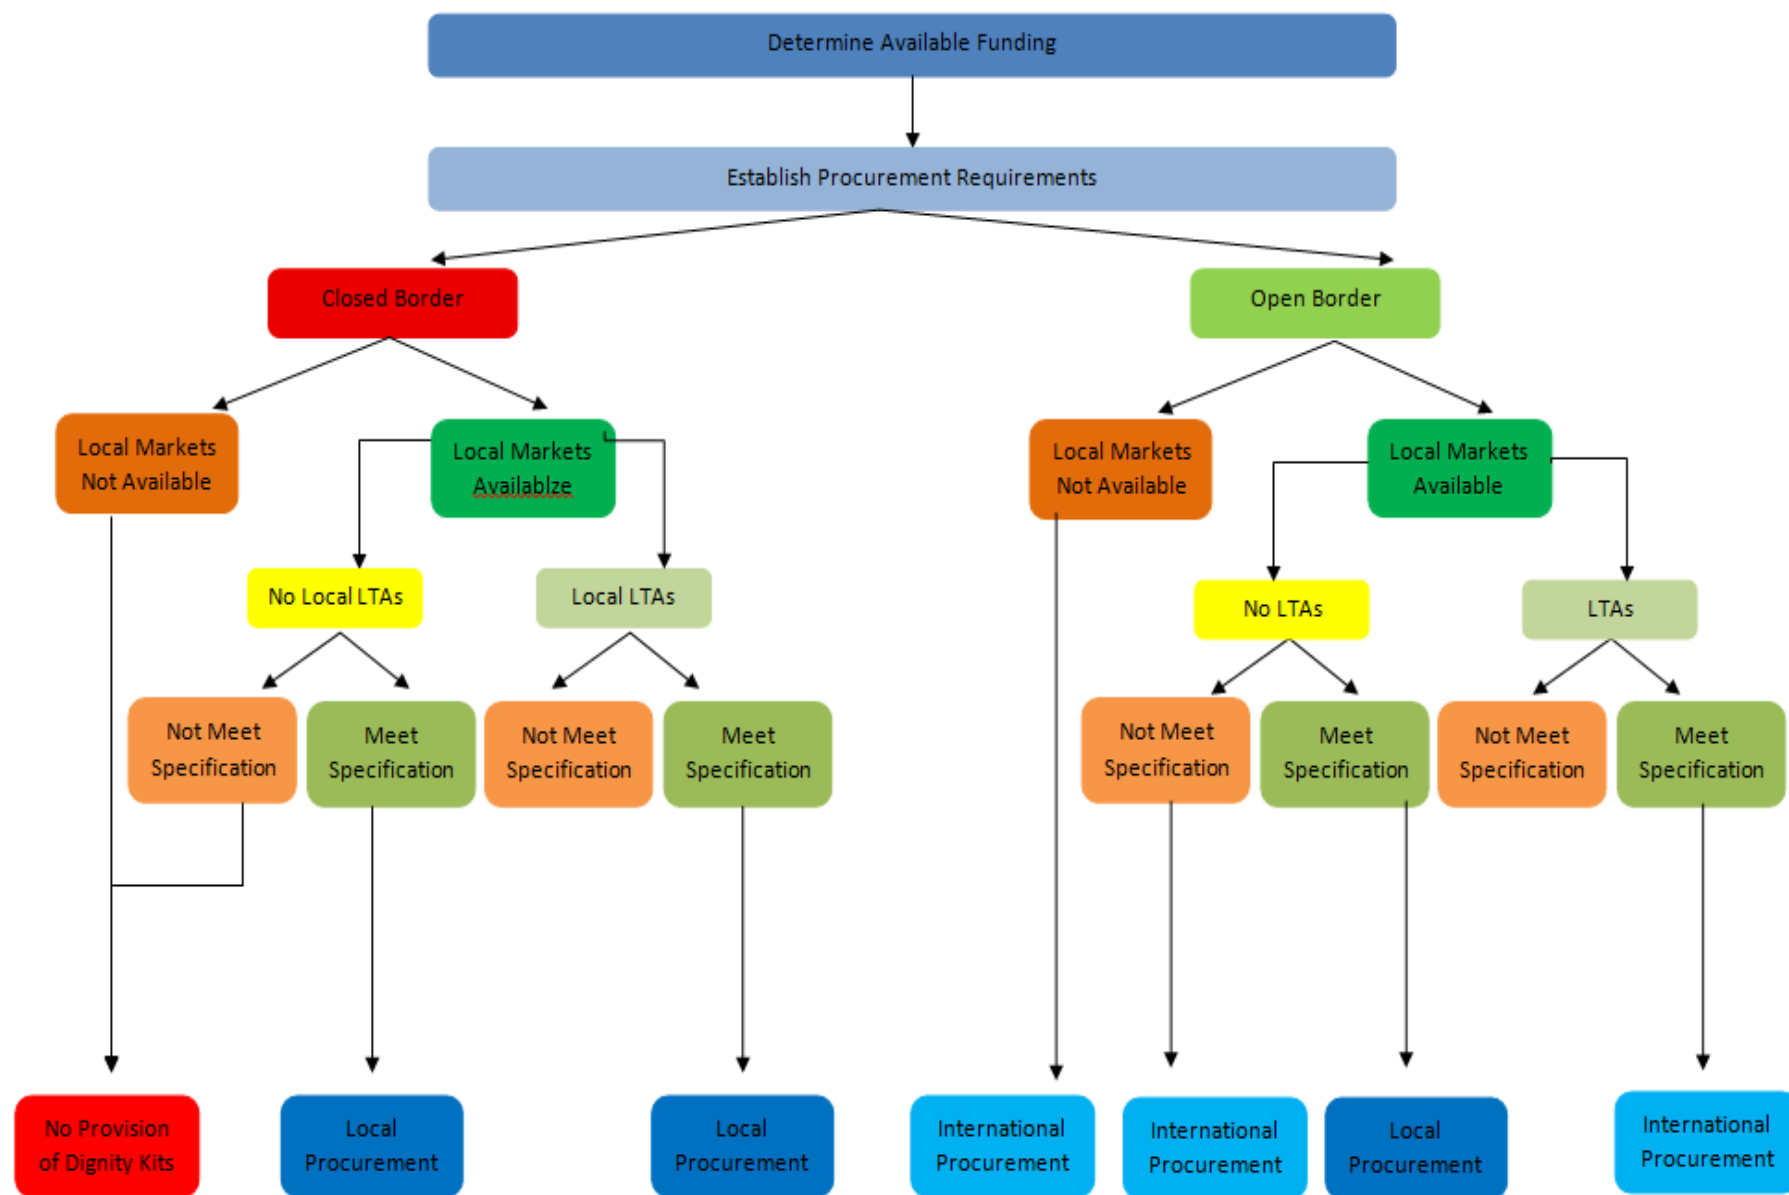 Determine Available Funding
Establish Procurement Requirements
Closed Border
Open Border
Local Markets
Not Available
Local Markets
Availablze
Local Markets
Not Available
Local Markets
Available
No Local LTAs
Local LTAs
No LTAs
LTAs
Not Meet
Specification
Meet
Specification
Not Meet
Specification
Meet
Specification
Not Meet
Specification
Meet
Specification
Not Meet
Specification
Meet
Specification
No Provision
of Dignity Kits
Local
Procurement
Local
Procurement
International
Procurement
International
Procurement
Local
Procurement
International
Procurement